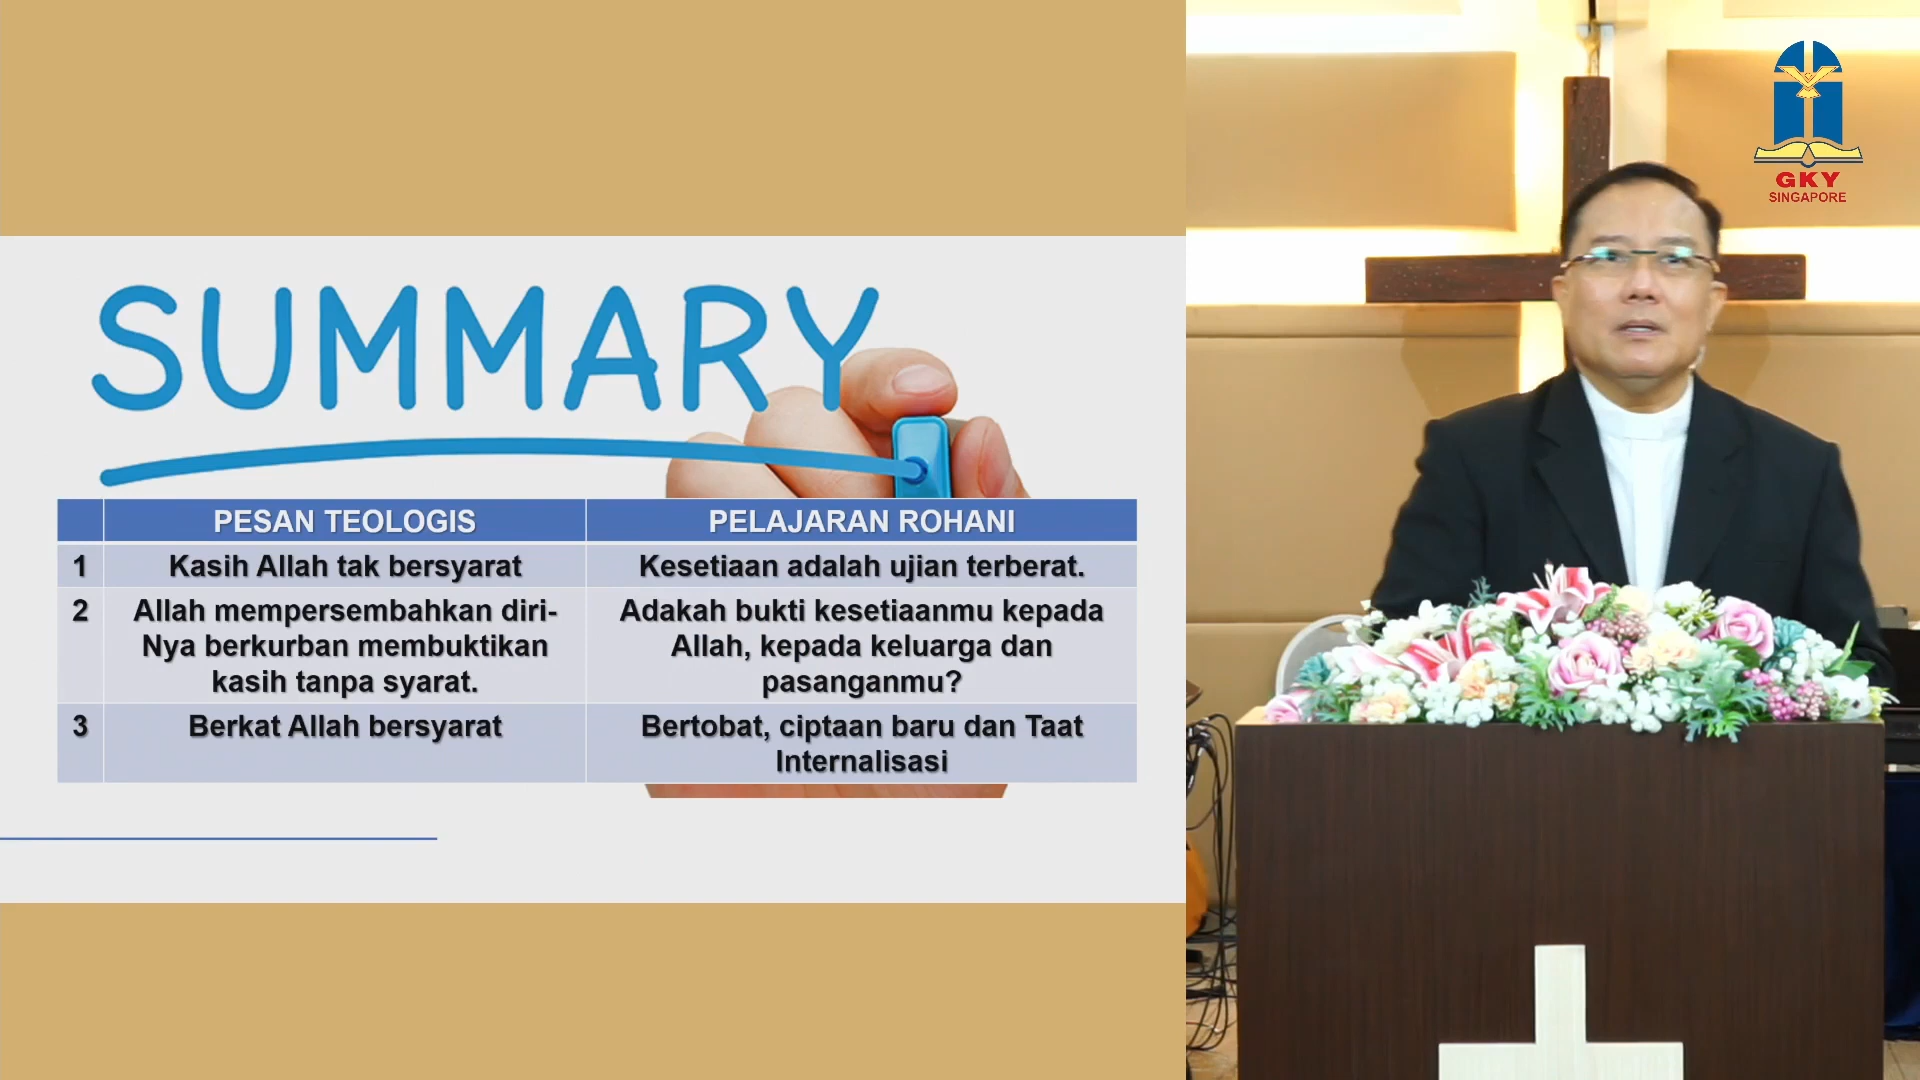 SUMMARY
PESAN TEOLOGIS
PELAJARAN ROHANI
1
Kasih Allah tak bersyarat
Kesetiaan adalah ujian terberat.
2
Allah mempersembahkan diri-
Nya berkurban membuktikan
kasih tanpa syarat.
Adakah bukti kesetiaanmu kepada
Allah, kepada keluarga dan
pasanganmu?
3
Berkat Allah bersyarat
Bertobat, ciptaan baru dan Taat
Internalisasi
GKY
SINGAPORE